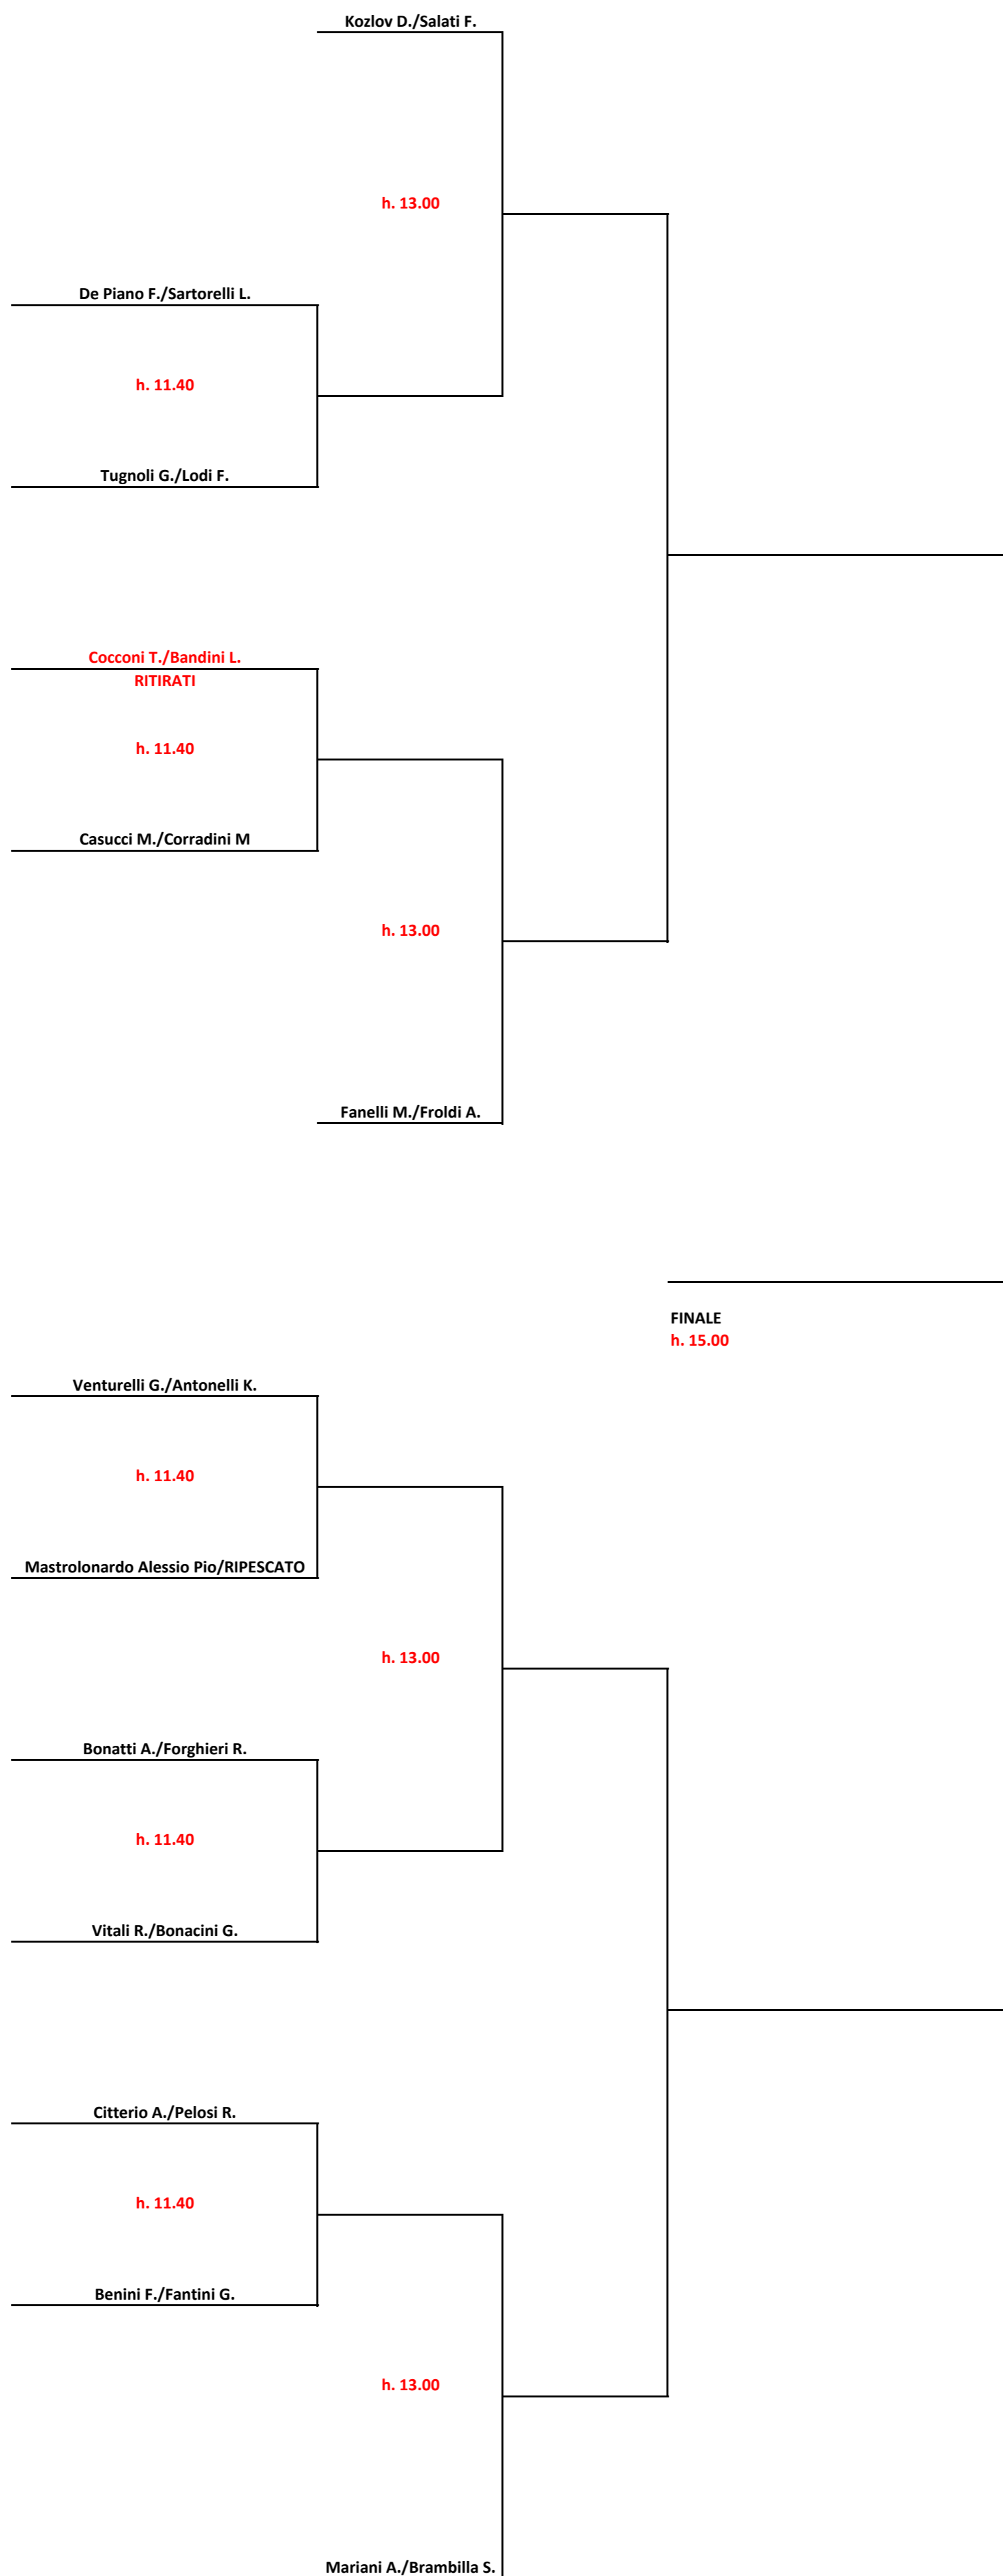 Kozlov D./Salati F.
h. 13.00
De Piano F./Sartorelli L.
h. 11.40
Tugnoli G./Lodi F.
Cocconi T./Bandini L.
RITIRATI
h. 11.40
Casucci M./Corradini M
h. 13.00
Fanelli M./Froldi A.
FINALE
h. 15.00
Venturelli G./Antonelli K.
h. 11.40
Mastrolonardo Alessio Pio/RIPESCATO
h. 13.00
Bonatti A./Forghieri R.
h. 11.40
Vitali R./Bonacini G.
Citterio A./Pelosi R.
h. 11.40
Benini F./Fantini G.
h. 13.00
Mariani A./Brambilla S.